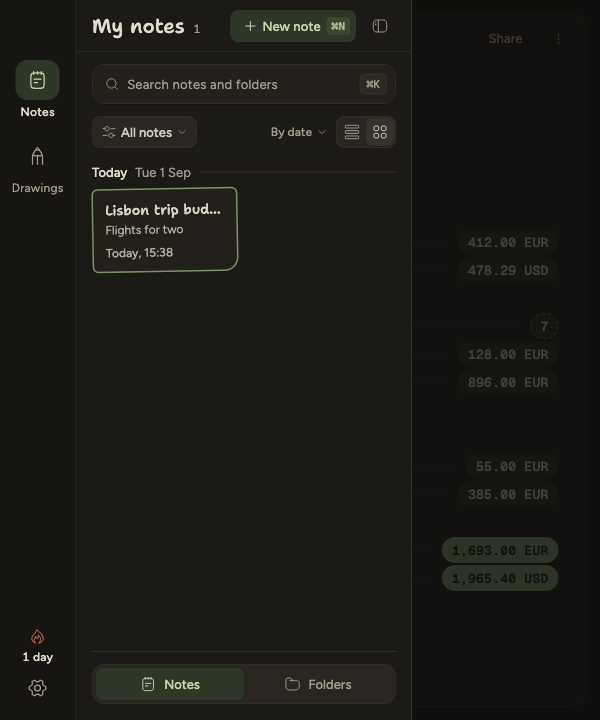 My notes 1
+ New note ⌘N
Share
Search notes and folders ⌘K
Notes
All notes
By date
Drawings
Today Tue 1 Sep
Lisbon trip bud...
Flights for two
Today, 15:38
412.00 EUR
478.29 USD
7
128.00 EUR
896.00 EUR
55.00 EUR
385.00 EUR
1,693.00 EUR
1,965.40 USD
1 day
Notes
Folders